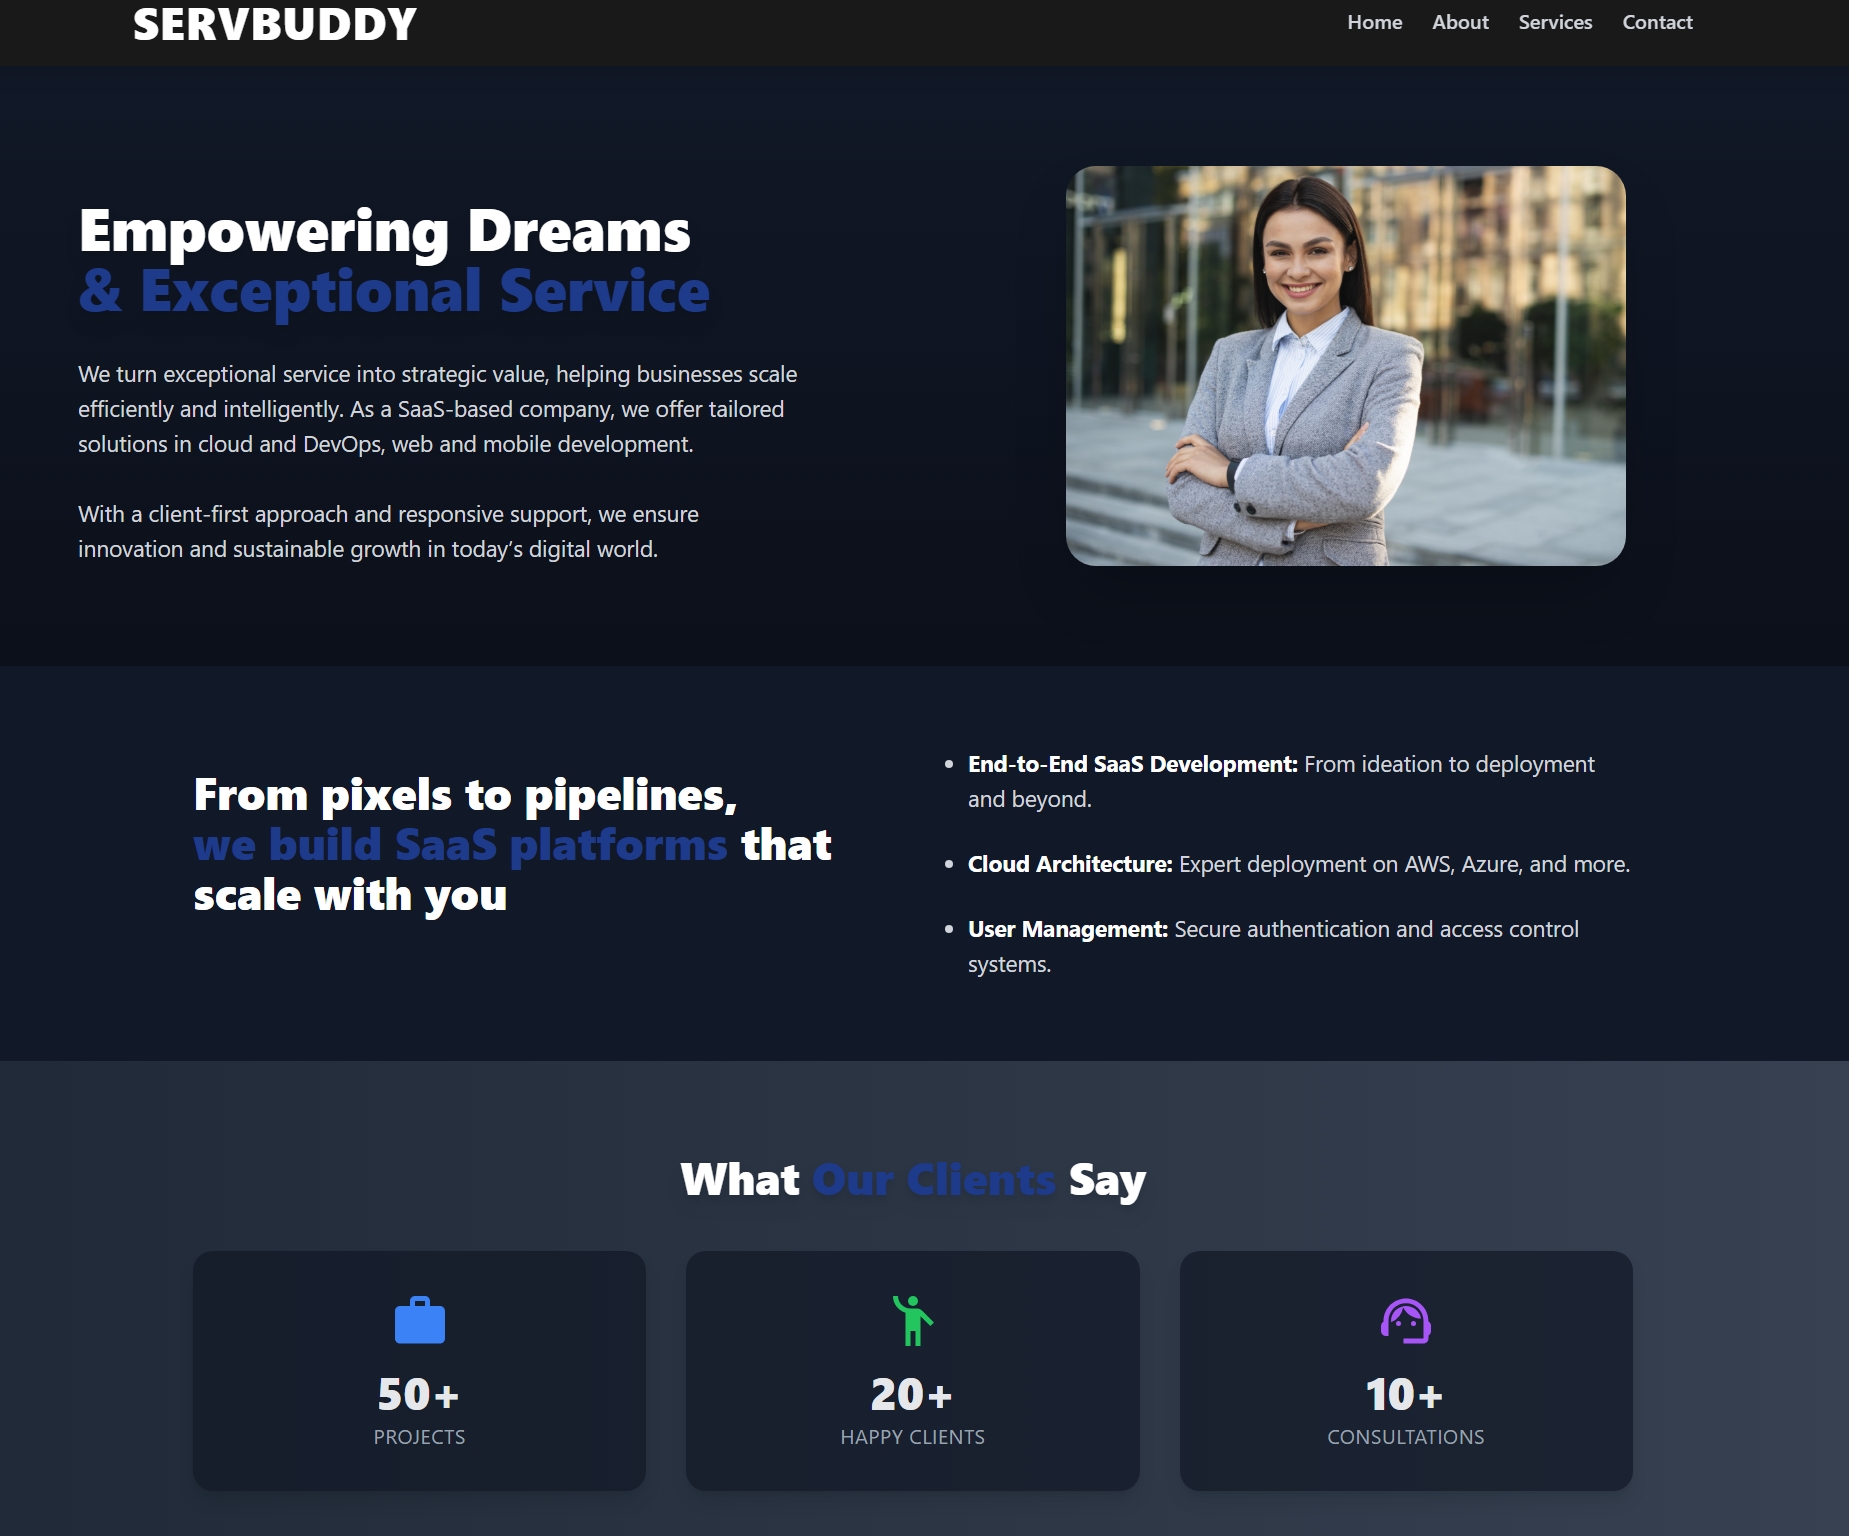 SERVBUDDY
Home About Services Contact
Empowering Dreams
& Exceptional Service
We turn exceptional service into strategic value, helping businesses scale
efficiently and intelligently. As a SaaS-based company, we offer tailored
solutions in cloud and DevOps, web and mobile development.
With a client-first approach and responsive support, we ensure
innovation and sustainable growth in today’s digital world.
From pixels to pipelines,
we build SaaS platforms that
scale with you
End-to-End SaaS Development: From ideation to deployment
and beyond.
Cloud Architecture: Expert deployment on AWS, Azure, and more.
User Management: Secure authentication and access control
systems.
What Our Clients Say
50+
PROJECTS
20+
HAPPY CLIENTS
10+
CONSULTATIONS